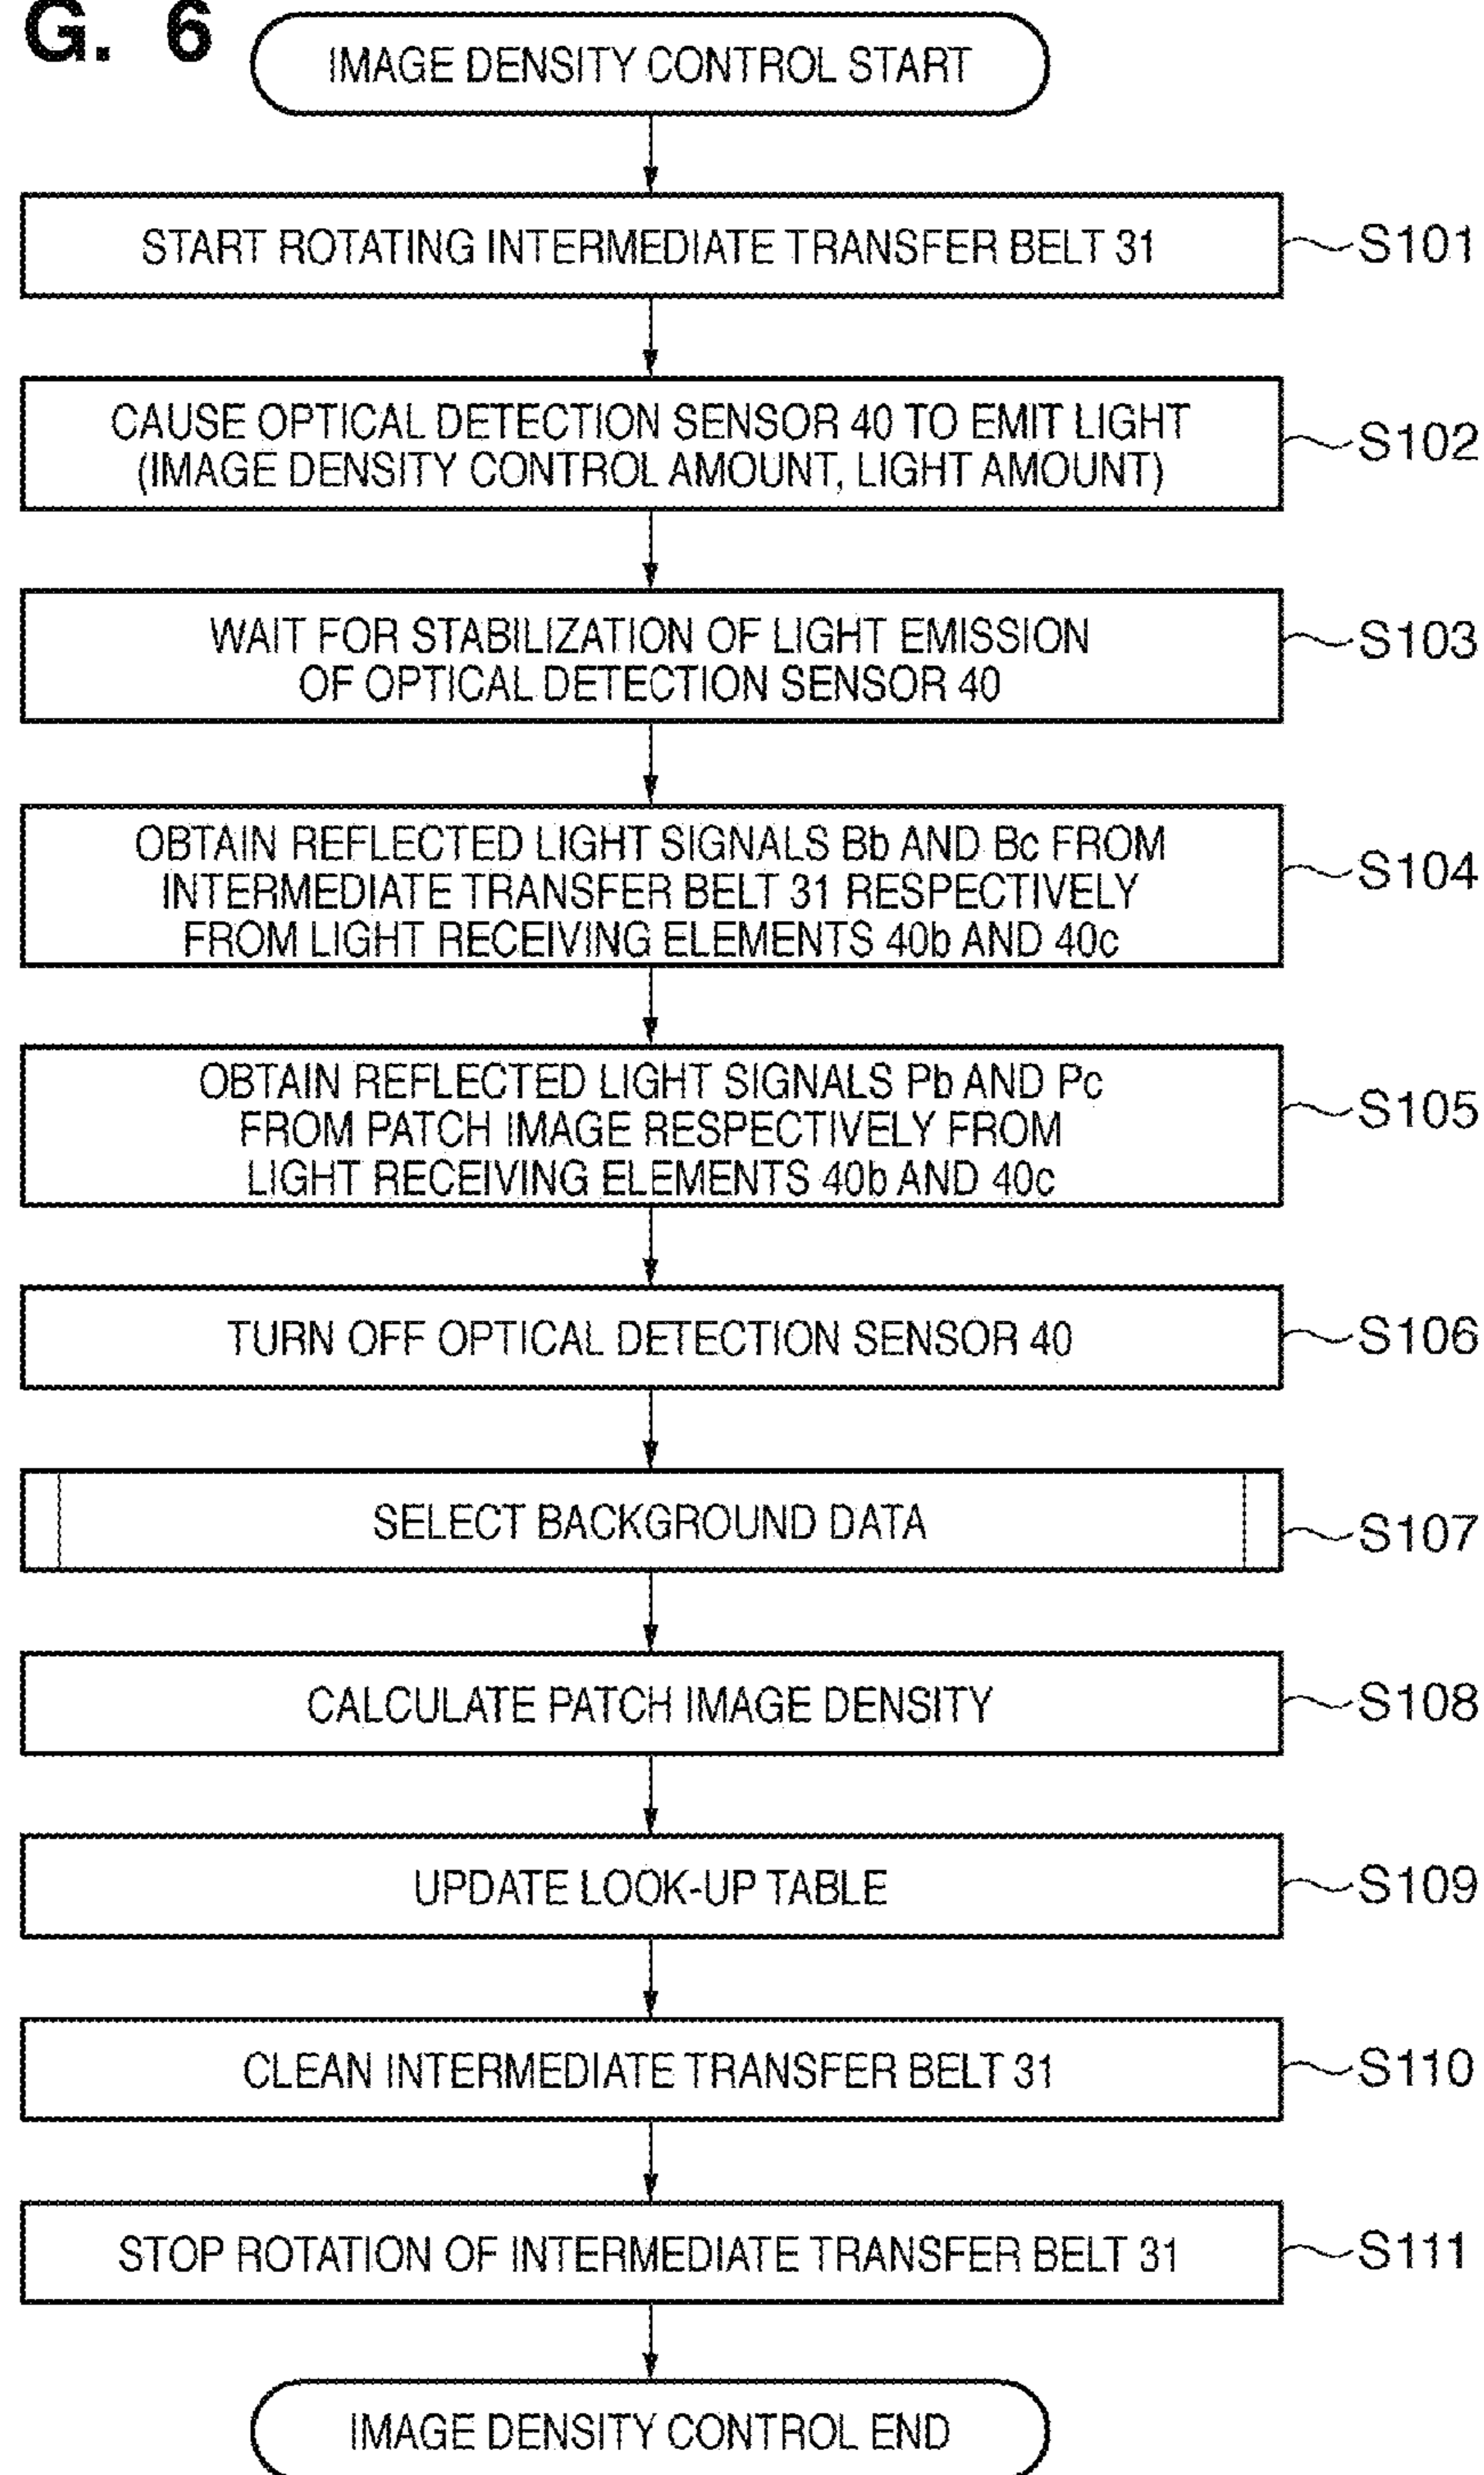 G. 6
IMAGE DENSITY CONTROL START
START ROTATING INTERMEDIATE TRANSFER BELT 31
S101
CAUSE OPTICAL DETECTION SENSOR 40 TO EMIT LIGHT
(IMAGE DENSITY CONTROL AMOUNT, LIGHT AMOUNT)
S102
WAIT FOR STABILIZATION OF LIGHT EMISSION
OF OPTICAL DETECTION SENSOR 40
S103
OBTAIN REFLECTED LIGHT SIGNALS Bb AND Bc FROM
INTERMEDIATE TRANSFER BELT 31 RESPECTIVELY
FROM LIGHT RECEIVING ELEMENTS 40b AND 40c
S104
OBTAIN REFLECTED LIGHT SIGNALS Pb AND Pc
FROM PATCH IMAGE RESPECTIVELY FROM
LIGHT RECEIVING ELEMENTS 40b AND 40c
S105
TURN OFF OPTICAL DETECTION SENSOR 40
S106
SELECT BACKGROUND DATA
S107
CALCULATE PATCH IMAGE DENSITY
S108
UPDATE LOOK-UP TABLE
S109
CLEAN INTERMEDIATE TRANSFER BELT 31
S110
STOP ROTATION OF INTERMEDIATE TRANSFER BELT 31
S111
IMAGE DENSITY CONTROL END